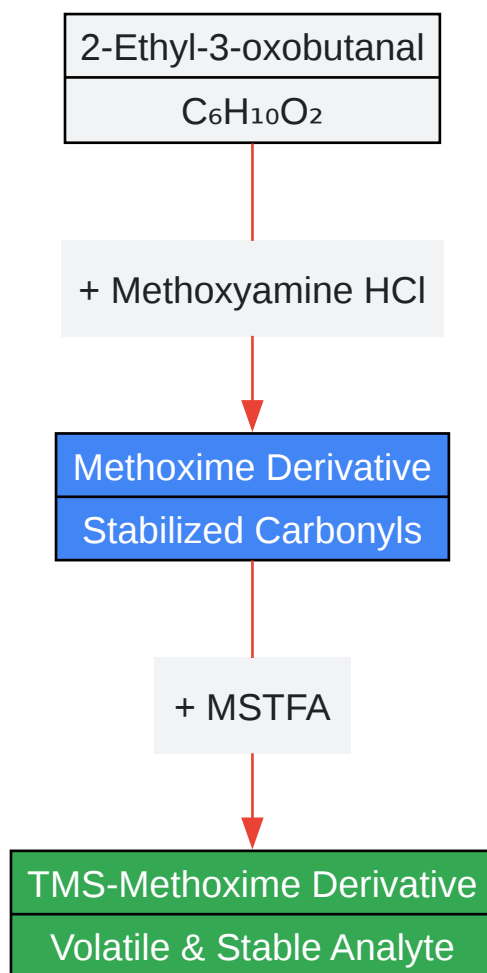 2-Ethyl-3-oxobutanal
C₆H₁₀O₂
+ Methoxyamine HCl
Methoxime Derivative
Stabilized Carbonyls
+ MSTFA
TMS-Methoxime Derivative
Volatile & Stable Analyte